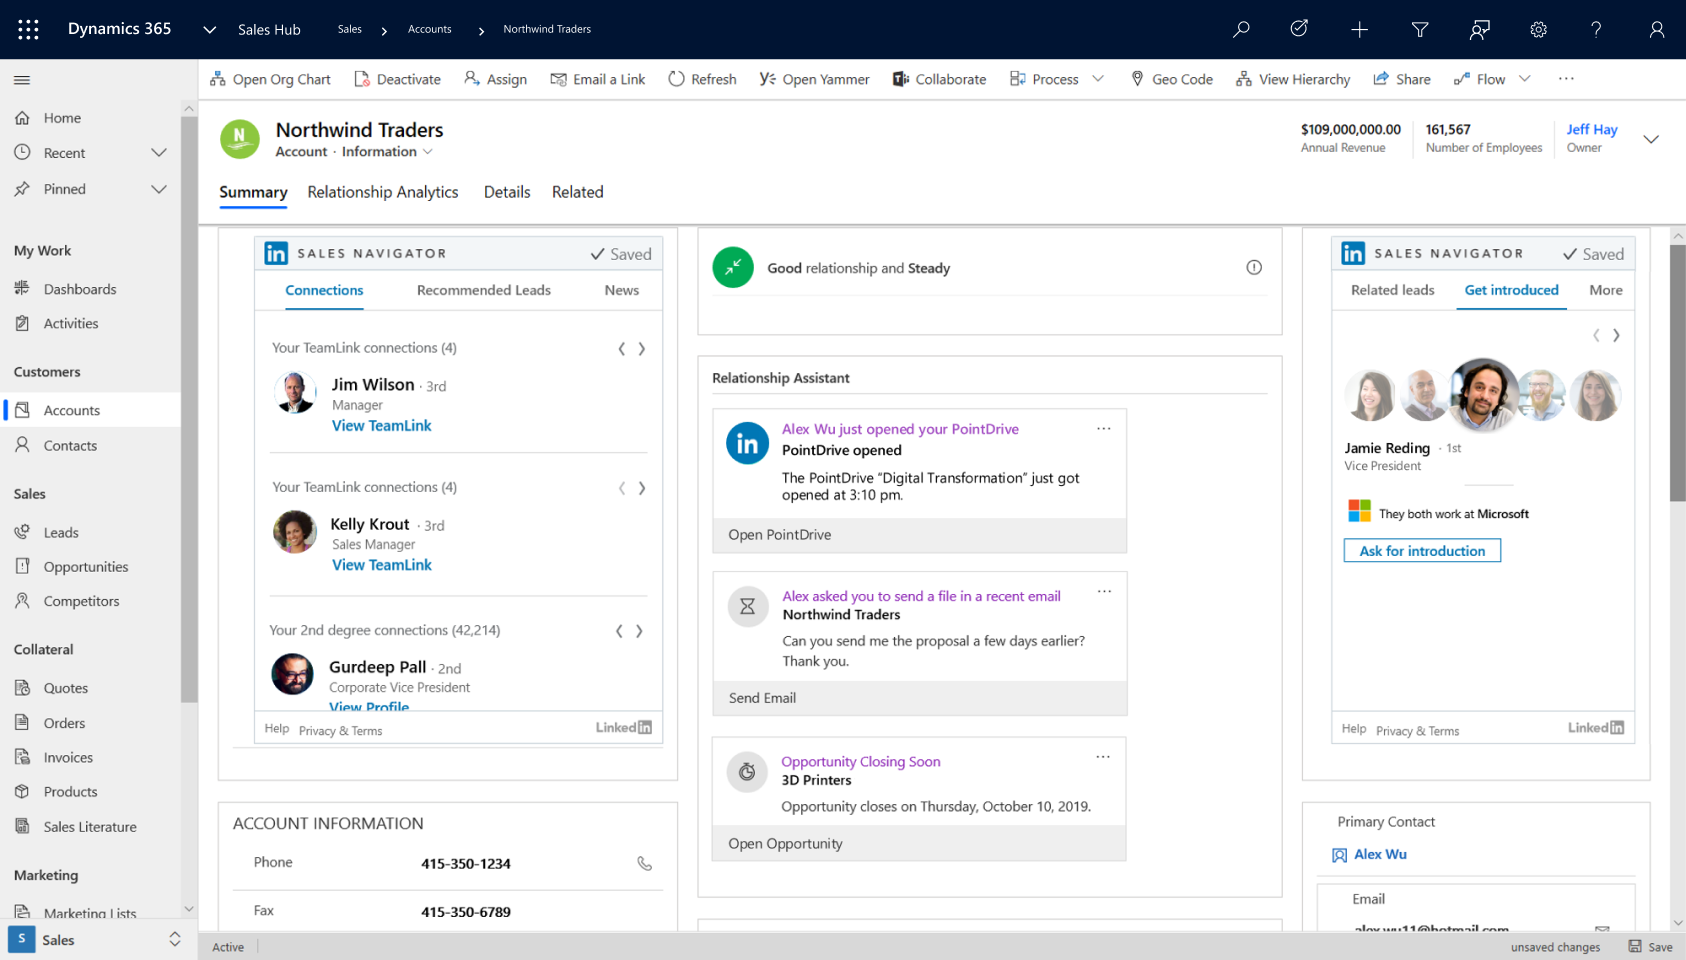 Dynamics 365
Sales Hub
Sales
Accounts
Northwind Traders
Open Org Chart
Deactivate
Assign
Email a Link
Refresh
Open Yammer
Collaborate
Process
Geo Code
View Hierarchy
Share
Flow
Home
Recent
Pinned
My Work
Dashboards
Activities
Customers
Accounts
Contacts
Sales
Leads
Opportunities
Competitors
Collateral
Quotes
Orders
Invoices
Products
Sales Literature
Marketing
Marketing Lists
S
Sales
N
Northwind Traders
Account · Information
$109,000,000.00
Annual Revenue
161,567
Number of Employees
Jeff Hay
Owner
Summary
Relationship Analytics
Details
Related
in SALES NAVIGATOR
Saved
Connections
Recommended Leads
News
Your TeamLink connections (4)
Jim Wilson · 3rd
Manager
View TeamLink
Your TeamLink connections (4)
Kelly Krout · 3rd
Sales Manager
View TeamLink
Your 2nd degree connections (42,214)
Gurdeep Pall · 2nd
Corporate Vice President
View Profile
Help
Privacy & Terms
Linked in
ACCOUNT INFORMATION
Phone
415-350-1234
Fax
415-350-6789
Good relationship and Steady
Relationship Assistant
in
Alex Wu just opened your PointDrive
PointDrive opened
The PointDrive “Digital Transformation” just got
opened at 3:10 pm.
Open PointDrive
Alex asked you to send a file in a recent email
Northwind Traders
Can you send me the proposal a few days earlier?
Thank you.
Send Email
Opportunity Closing Soon
3D Printers
Opportunity closes on Thursday, October 10, 2019.
Open Opportunity
in SALES NAVIGATOR
Saved
Related leads
Get introduced
More
Jamie Reding · 1st
Vice President
They both work at Microsoft
Ask for introduction
Help
Privacy & Terms
Linked in
Primary Contact
Alex Wu
Email
alex.wu11@hotmail.com
Active
unsaved changes
Save